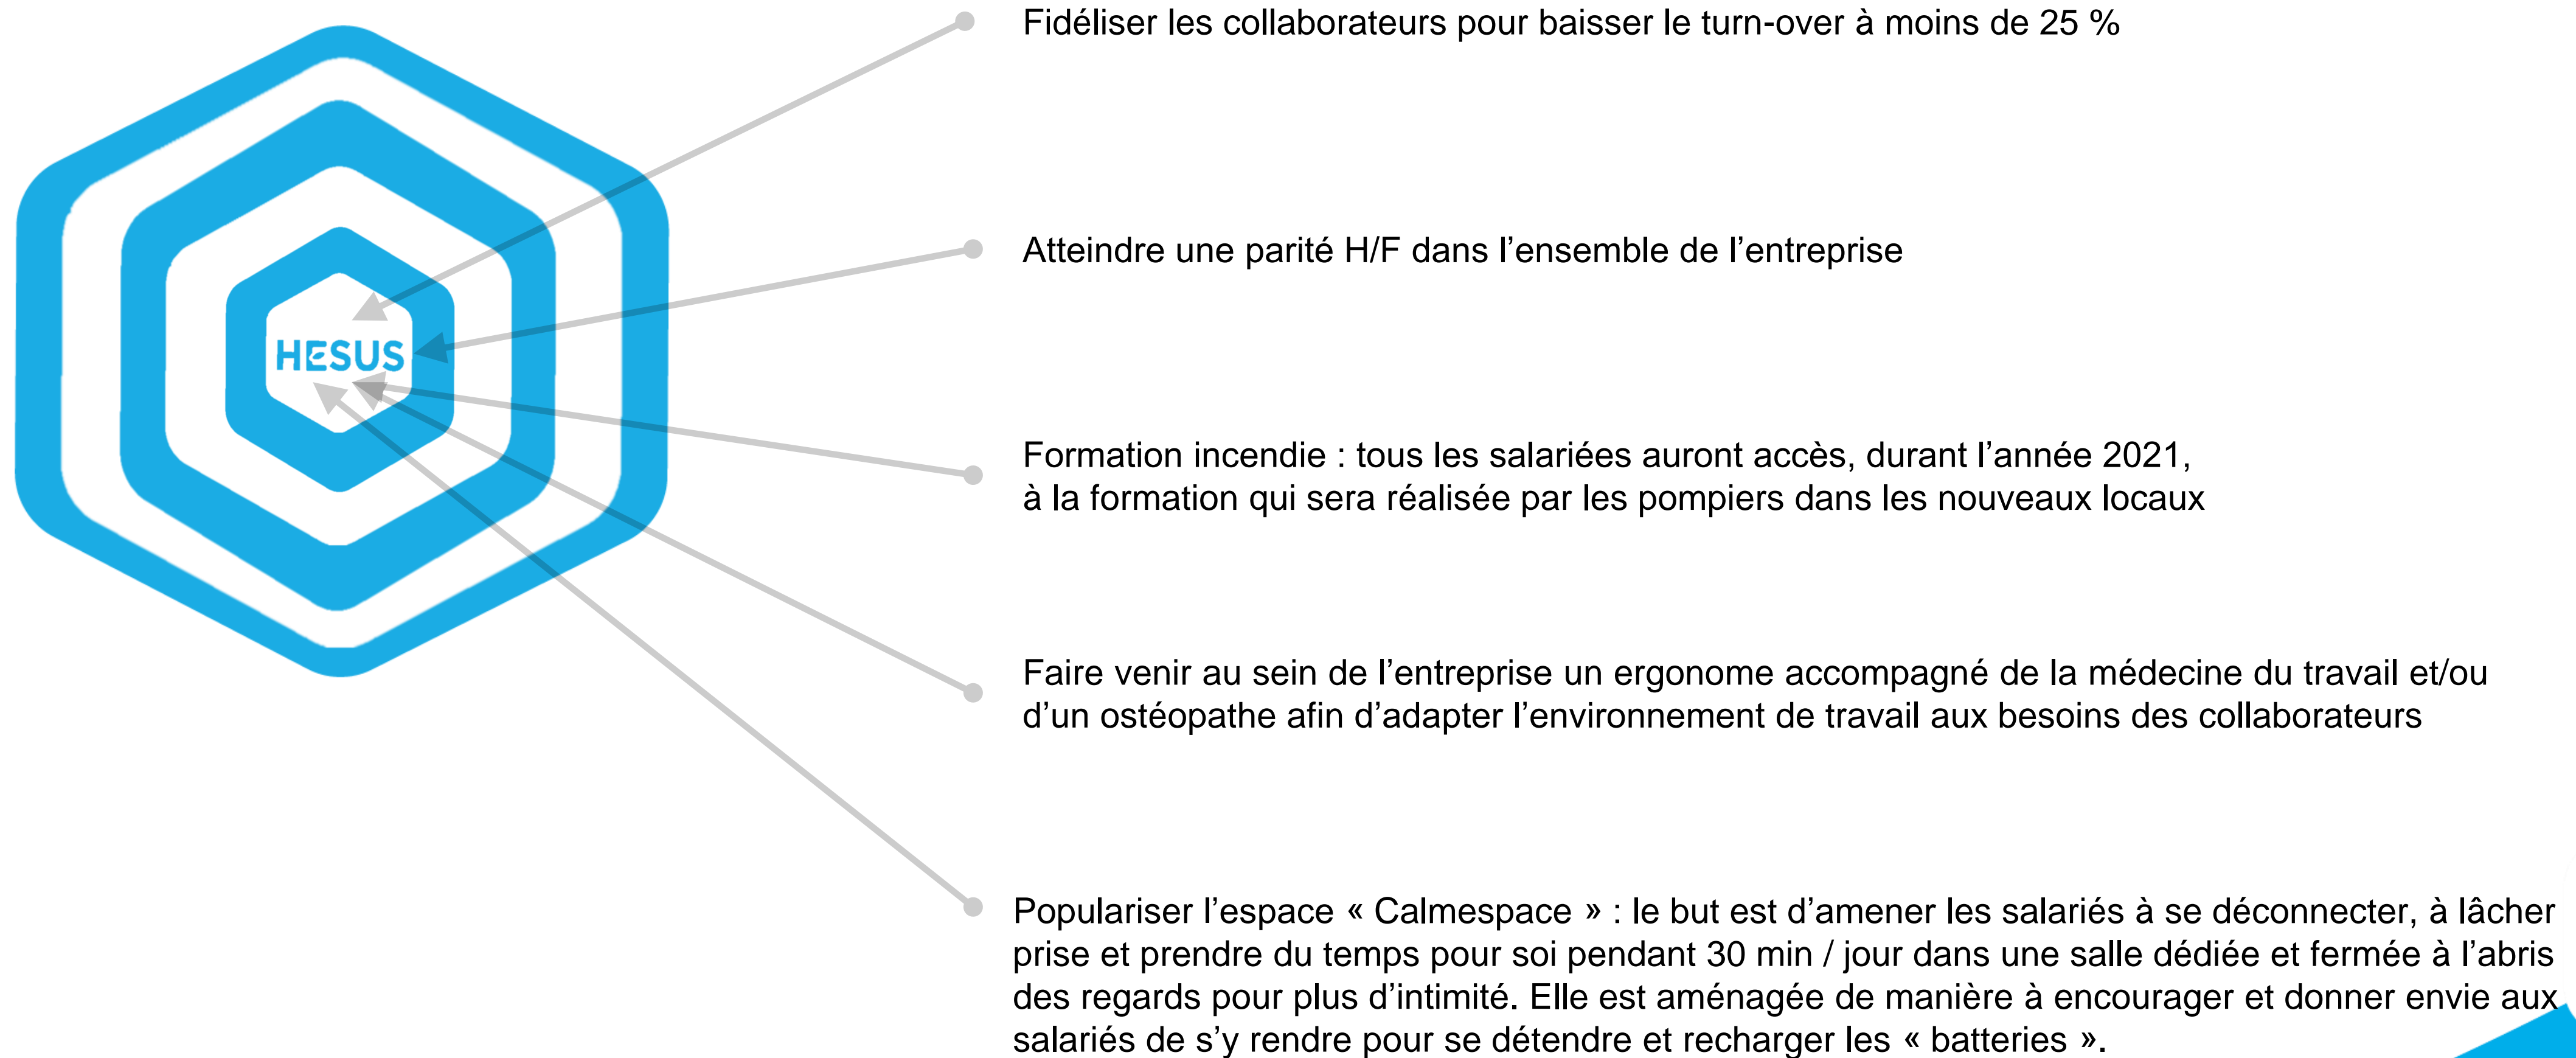 Fidéliser les collaborateurs pour baisser le turn-over à moins de 25 %
Atteindre une parité H/F dans l’ensemble de l’entreprise
HESUS
Formation incendie : tous les salariées auront accès, durant l’année 2021,
à la formation qui sera réalisée par les pompiers dans les nouveaux locaux
Faire venir au sein de l’entreprise un ergonome accompagné de la médecine du travail et/ou
d’un ostéopathe afin d’adapter l’environnement de travail aux besoins des collaborateurs
Populariser l’espace « Calmespace » : le but est d’amener les salariés à se déconnecter, à lâcher
prise et prendre du temps pour soi pendant 30 min / jour dans une salle dédiée et fermée à l’abris
des regards pour plus d’intimité. Elle est aménagée de manière à encourager et donner envie aux
salariés de s’y rendre pour se détendre et recharger les « batteries ».